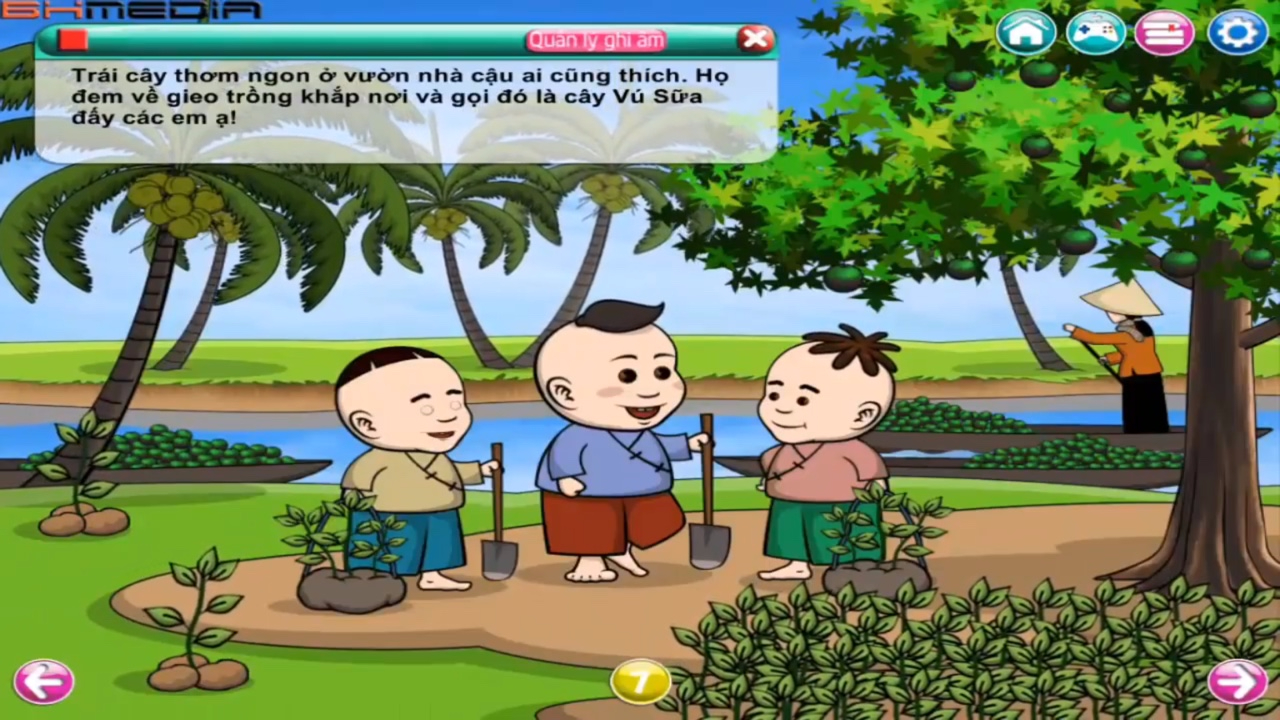 BHMEDIA
Quản lý ghi âm
Trái cây thơm ngon ở vườn nhà cậu ai cũng thích. Họ
đem về gieo trồng khắp nơi và gọi đó là cây Vú Sữa
đấy các em ạ!
7